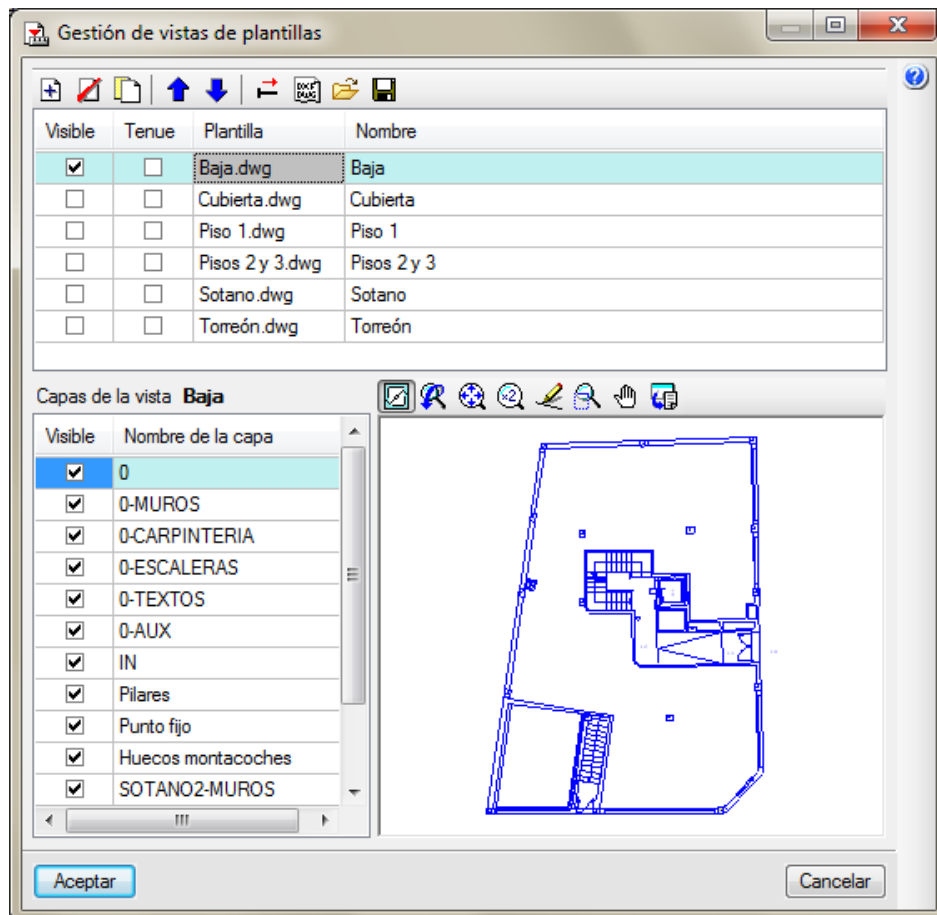 Gestión de vistas de plantillas
Visible Tenue Plantilla Nombre
Baja.dwg Baja
Cubierta.dwg Cubierta
Piso 1.dwg Piso 1
Pisos 2 y 3.dwg Pisos 2 y 3
Sotano.dwg Sotano
Torreón.dwg Torreón
Capas de la vista Baja
Visible Nombre de la capa
0
0-MUROS
0-CARPINTERIA
0-ESCALERAS
0-TEXTOS
0-AUX
IN
Pilares
Punto fijo
Huecos montacoches
SOTANO2-MUROS
Aceptar Cancelar